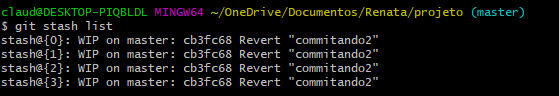 claud@DESKTOP-PIQBLDL MINGW64 ~/OneDrive/Documentos/Renata/projeto (master)
$ git stash list
stash@{0}: WIP on master: cb3fc68 Revert "commitando2"
stash@{1}: WIP on master: cb3fc68 Revert "commitando2"
stash@{2}: WIP on master: cb3fc68 Revert "commitando2"
stash@{3}: WIP on master: cb3fc68 Revert "commitando2"